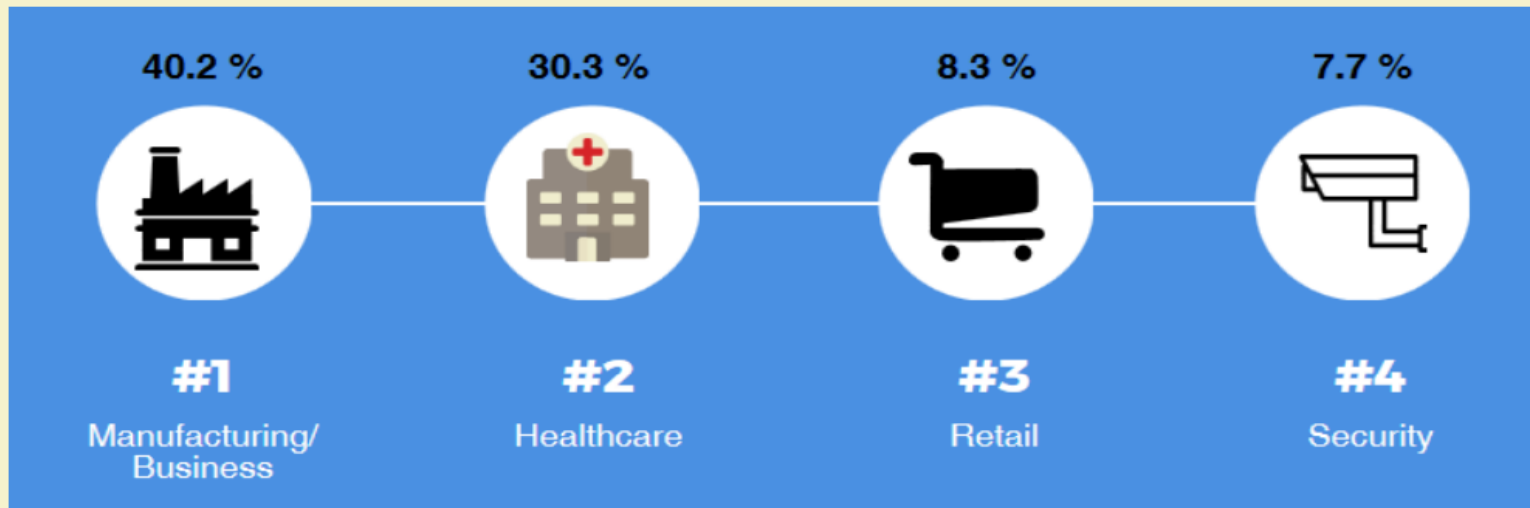 40.2 %
30.3 %
8.3 %
7.7 %
#1
#2
#3
#4
Manufacturing/
Business
Healthcare
Retail
Security